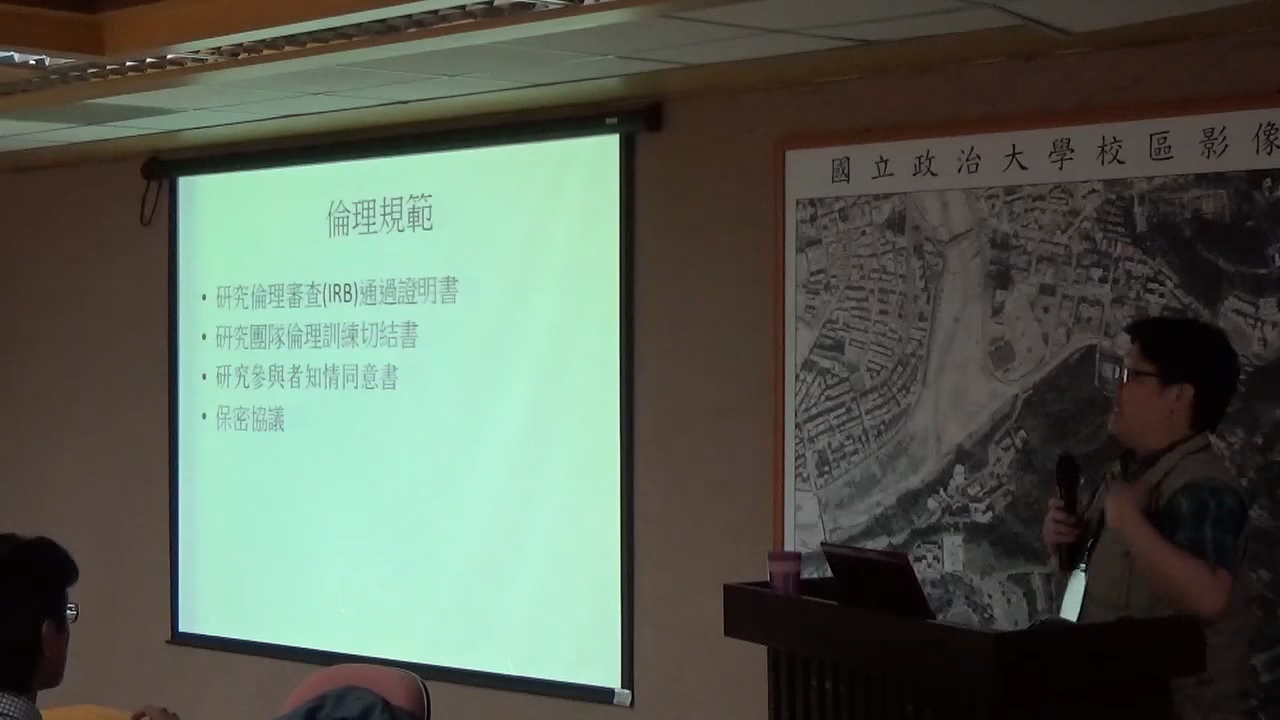 倫理規範
• 研究倫理審查(IRB)通過證明書
• 研究團隊倫理訓練切結書
• 研究參與者知情同意書
• 保密協議
國立政治大學校區影像